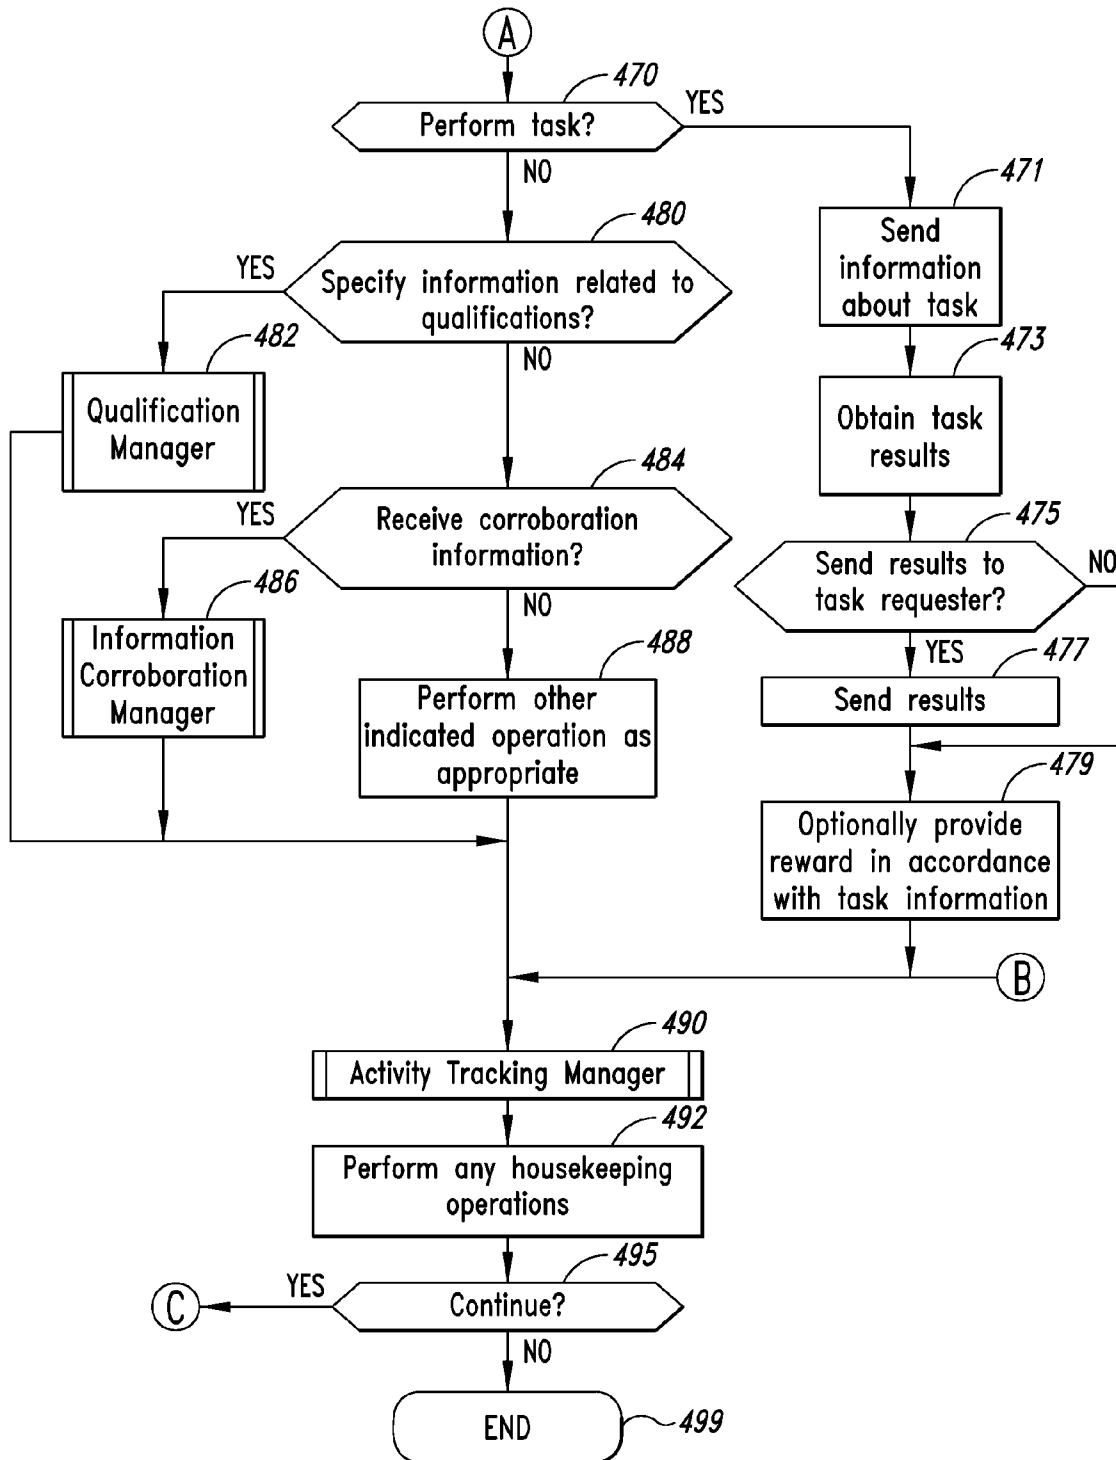 A
470
Perform task?
YES
NO
471
Send
information
about task
480
YES
Specify information related to
qualifications?
NO
482
Qualification
Manager
473
Obtain task
results
484
YES
Receive corroboration
information?
NO
475
Send results to
task requester?
NO
YES
486
Information
Corroboration
Manager
488
Perform other
indicated operation as
appropriate
477
Send results
479
Optionally provide
reward in accordance
with task information
B
490
Activity Tracking Manager
492
Perform any housekeeping
operations
495
YES
C
Continue?
NO
END
499